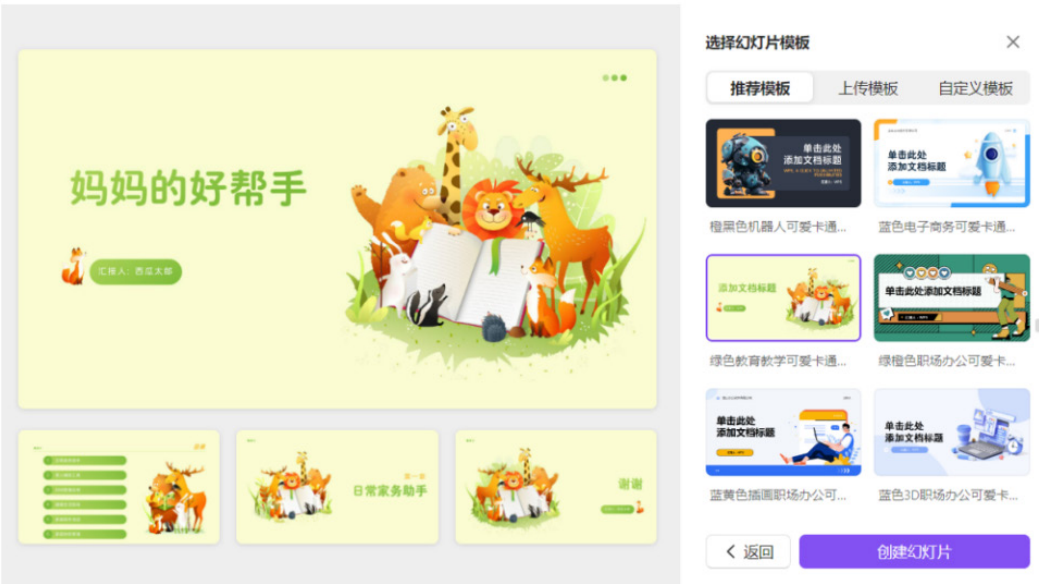 妈妈的好帮手
汇报人：西瓜太郎
第一章
日常家务助手
谢谢
选择幻灯片模板
推荐模板
上传模板
自定义模板
单击此处
添加文档标题
橙黑色机器人可爱卡通...
单击此处
添加文档标题
蓝色电子商务可爱卡通...
添加文档标题
绿色教育教学可爱卡通...
单击此处添加文档标题
绿橙色职场办公可爱卡...
单击此处
添加文档标题
蓝黄色插画职场办公可...
单击此处
添加文档标题
蓝色3D职场办公可爱卡...
返回
创建幻灯片